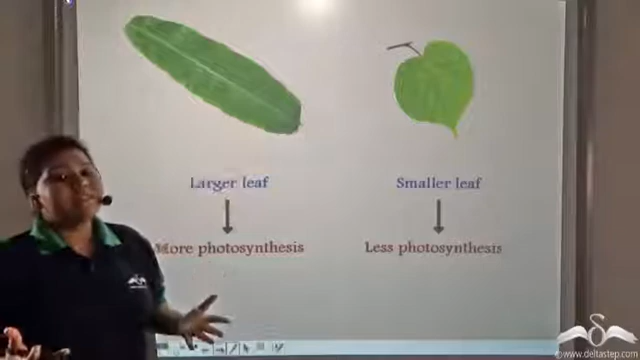 Larger leaf
Smaller leaf
More photosynthesis
Less photosynthesis
©www.deltastep.com